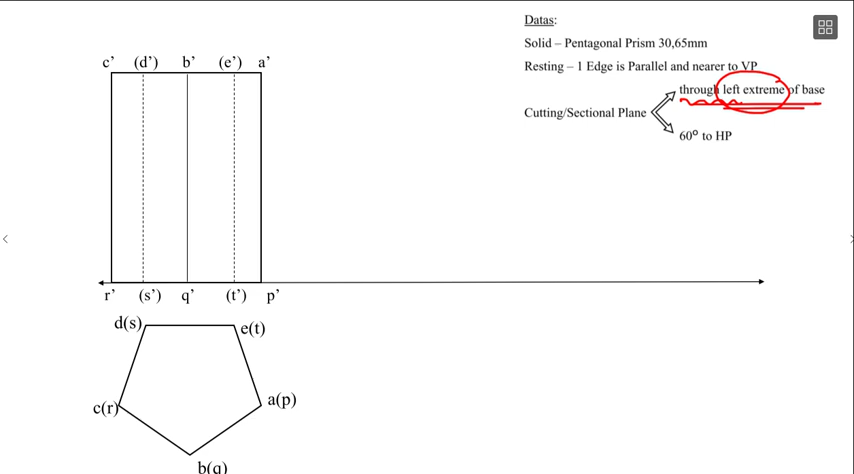 Datas:
Solid – Pentagonal Prism 30,65mm
Resting – 1 Edge is Parallel and nearer to VP
through left extreme of base
Cutting/Sectional Plane
60⁰ to HP
c’ (d’) b’ (e’) a’
r’ (s’) q’ (t’) p’
d(s) e(t)
c(r) a(p)
b(q)